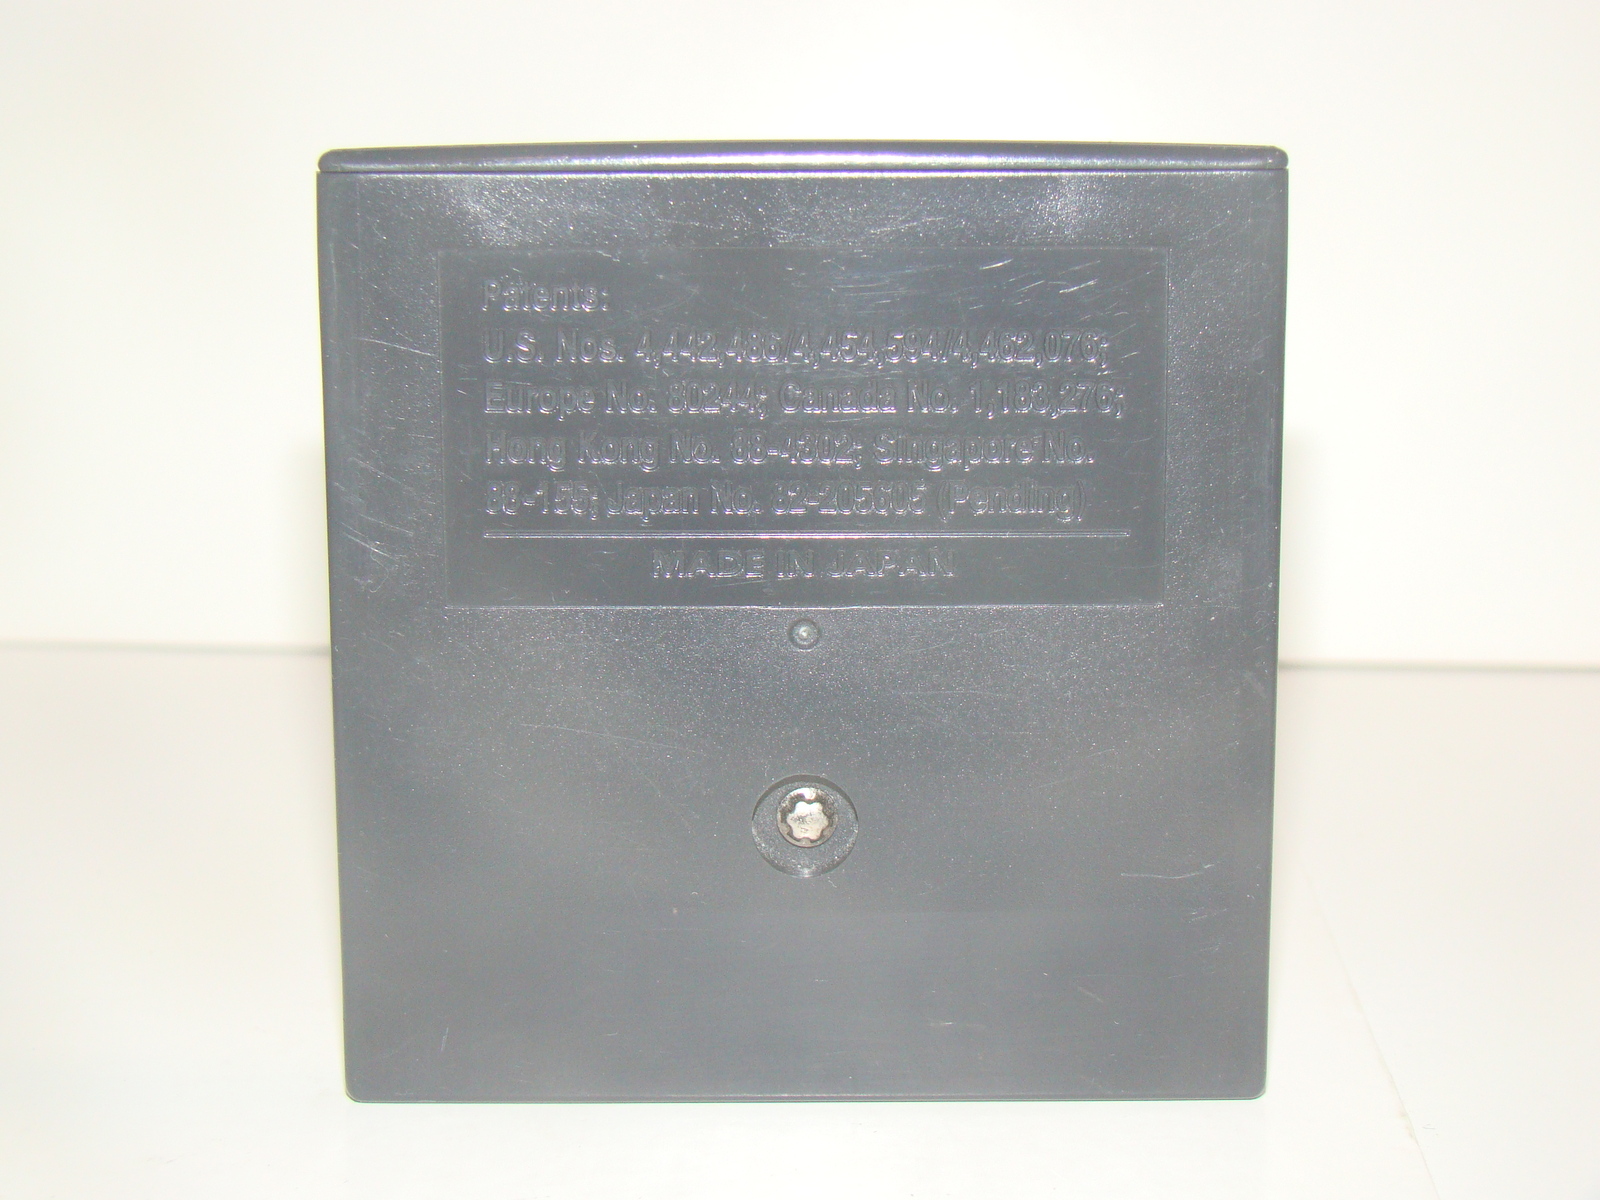 Patents:
U.S. Nos. 4,442,486/4,454,594/4,462,076;
Europe No. 80244; Canada No. 1,183,276;
Hong Kong No. 88-4302; Singapore No.
88-155; Japan No. 82-205605 (Pending)
MADE IN JAPAN